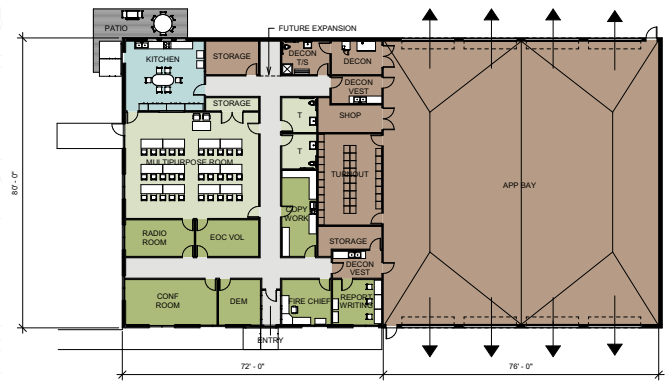 FUTURE EXPANSION
PATIO
KITCHEN
STORAGE
DECON
T/S
DECON
DECON
VEST
STORAGE
T
SHOP
MULTIPURPOSE ROOM
T
TURNOUT
APP BAY
80' - 0"
COPY
WORK
RADIO
ROOM
EOC VOL
STORAGE
DECON
VEST
CONF
ROOM
DEM
FIRE CHIEF
REPORT
WRITING
ENTRY
72' - 0"
76' - 0"